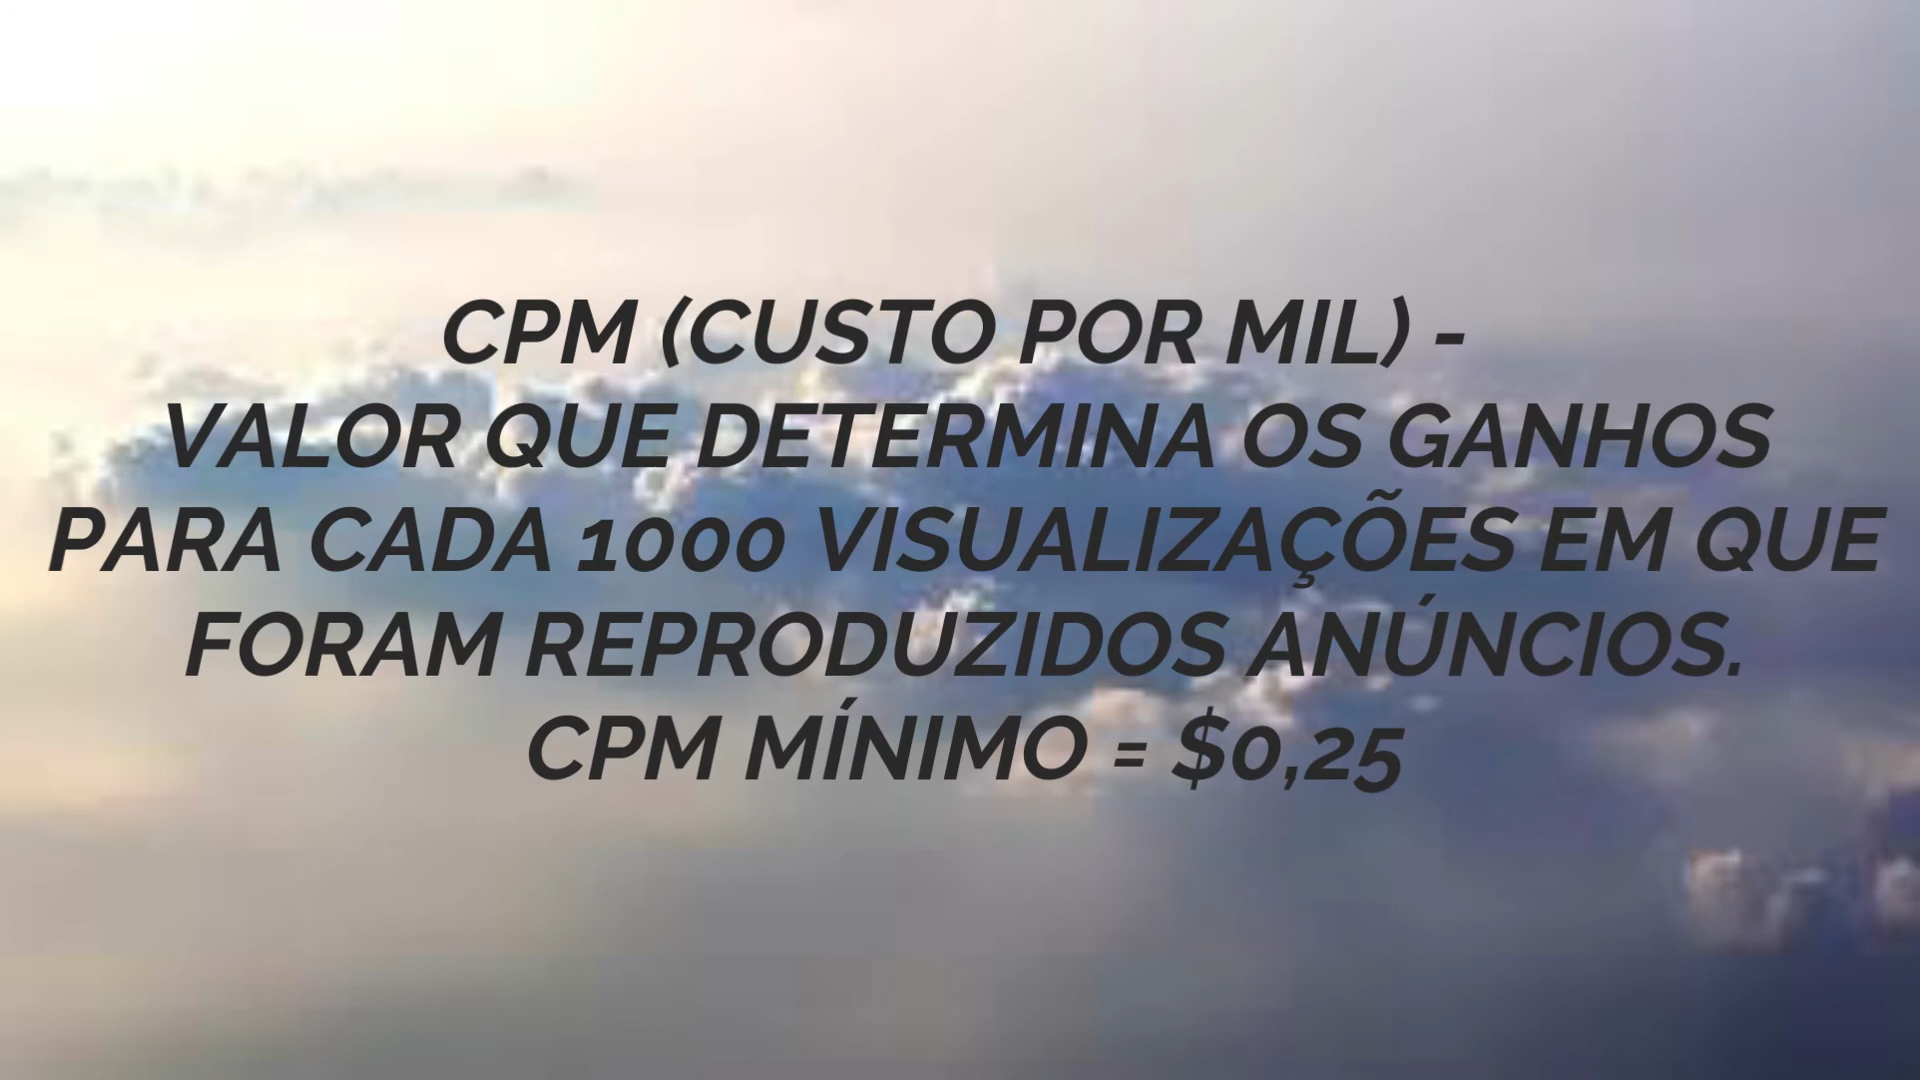 CPM (CUSTO POR MIL) -
VALOR QUE DETERMINA OS GANHOS
PARA CADA 1000 VISUALIZAÇÕES EM QUE
FORAM REPRODUZIDOS ANÚNCIOS.
CPM MÍNIMO = $0,25